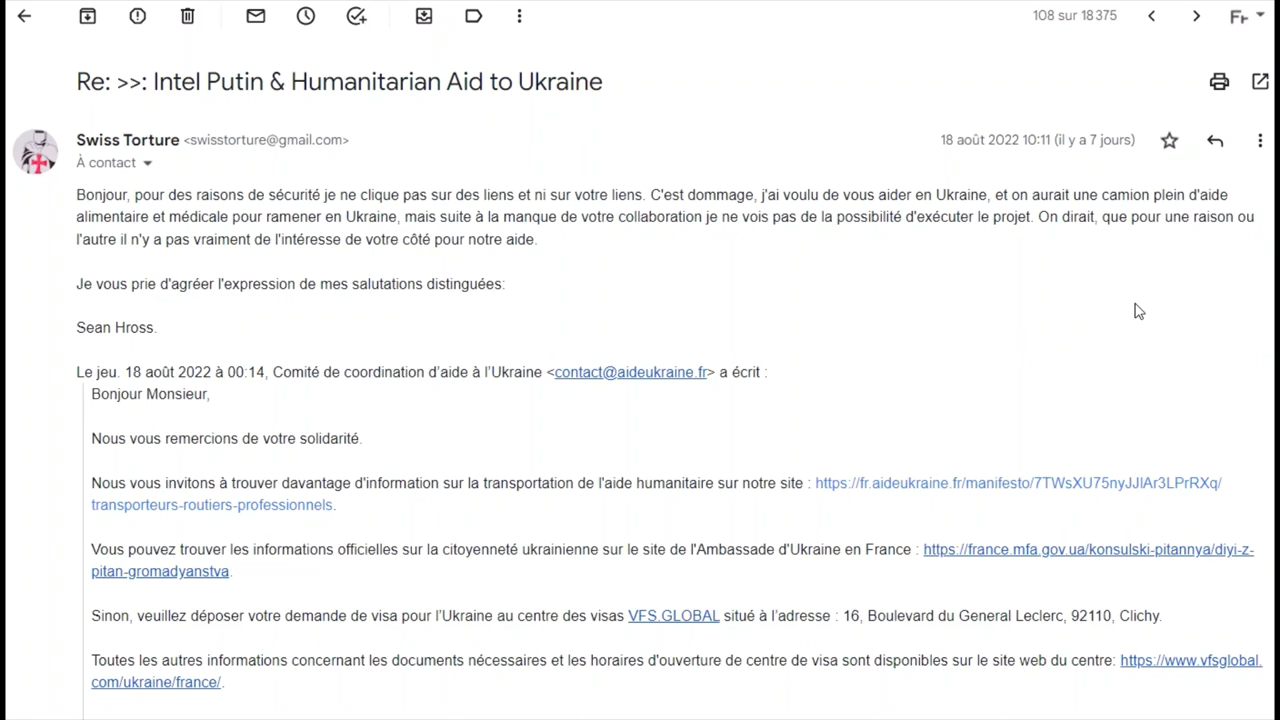 108 sur 18 375
Fr
Re: >>: Intel Putin & Humanitarian Aid to Ukraine
Swiss Torture <swisstorture@gmail.com>
18 août 2022 10:11 (il y a 7 jours)
À contact
Bonjour, pour des raisons de sécurité je ne clique pas sur des liens et ni sur votre liens. C'est dommage, j'ai voulu de vous aider en Ukraine, et on aurait une camion plein d'aide
alimentaire et médicale pour ramener en Ukraine, mais suite à la manque de votre collaboration je ne vois pas de la possibilité d'exécuter le projet. On dirait, que pour une raison ou
l'autre il n'y a pas vraiment de l'intéresse de votre côté pour notre aide.
Je vous prie d'agréer l'expression de mes salutations distinguées:
Sean Hross.
Le jeu. 18 août 2022 à 00:14, Comité de coordination d'aide à l'Ukraine <contact@aideukraine.fr> a écrit :
Bonjour Monsieur,
Nous vous remercions de votre solidarité.
Nous vous invitons à trouver davantage d'information sur la transportation de l'aide humanitaire sur notre site : https://fr.aideukraine.fr/manifesto/7TWsXU75nyJJIAr3LPrRXq/
transporteurs-routiers-professionnels.
Vous pouvez trouver les informations officielles sur la citoyenneté ukrainienne sur le site de l'Ambassade d'Ukraine en France : https://france.mfa.gov.ua/konsulski-pitannya/diyi-z-
pitan-gromadyanstva.
Sinon, veuillez déposer votre demande de visa pour l'Ukraine au centre des visas VFS.GLOBAL situé à l'adresse : 16, Boulevard du General Leclerc, 92110, Clichy.
Toutes les autres informations concernant les documents nécessaires et les horaires d'ouverture de centre de visa sont disponibles sur le site web du centre: https://www.vfsglobal.
com/ukraine/france/.